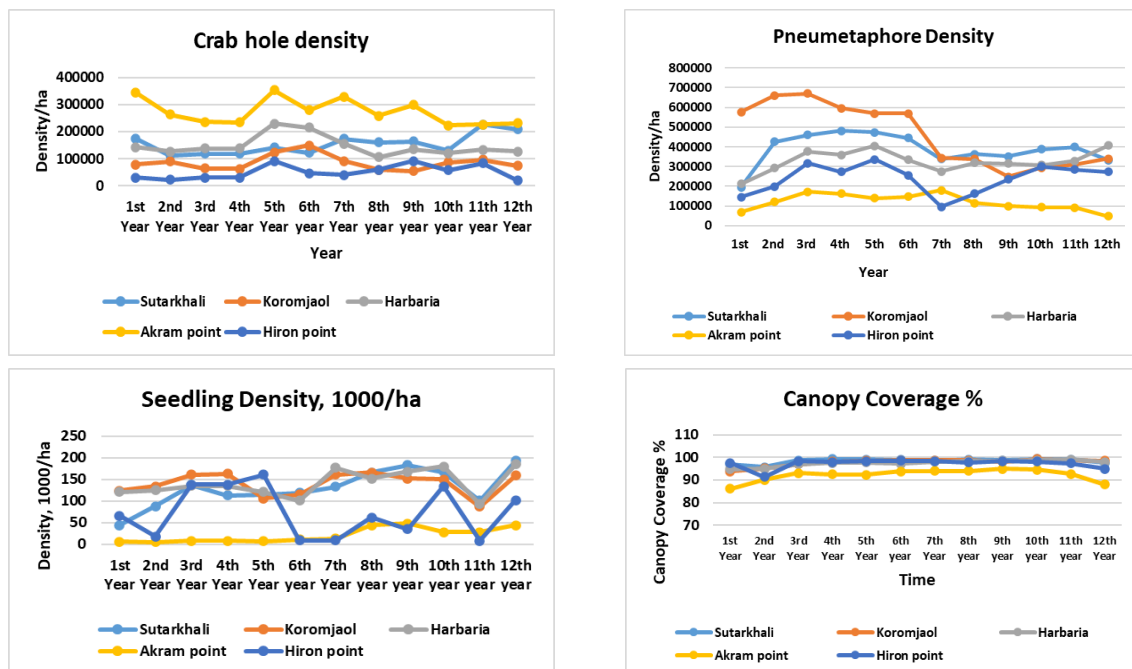 Crab hole density
Density/ha
400000
300000
200000
100000
0
1st 2nd 3rd 4th 5th 6th 7th 8th 9th 10th 11th 12th
Year Year Year Year Year Year Year Year Year Year Year Year
Year
Sutarkhali Koromjaol Harbaria
Akram point Hiron point
Pneumetaphore Density
Density/ha
800000
700000
600000
500000
400000
300000
200000
100000
0
1st 2nd 3rd 4th 5th 6th 7th 8th 9th 10th 11th 12th
Year
Sutarkhali Koromjaol Harbaria
Akram point Hiron point
Seedling Density, 1000/ha
Density, 1000/ha
250
200
150
100
50
0
1st 2nd 3rd 4th 5th 6th 7th 8th 9th 10th 11th 12th
Year Year Year Year Year year Year Year Year year Year year
Sutarkhali Koromjaol Harbaria
Akram point Hiron point
Canopy Coverage %
Canopy Coverage %
110
100
90
80
70
1st 2nd 3rd 4th 5th 6th 7th 8th 9th 10th 11th 12th
Year Year year Year Year year Year year year year year Year
Time
Sutarkhali Koromjaol Harbaria
Akram point Hiron point